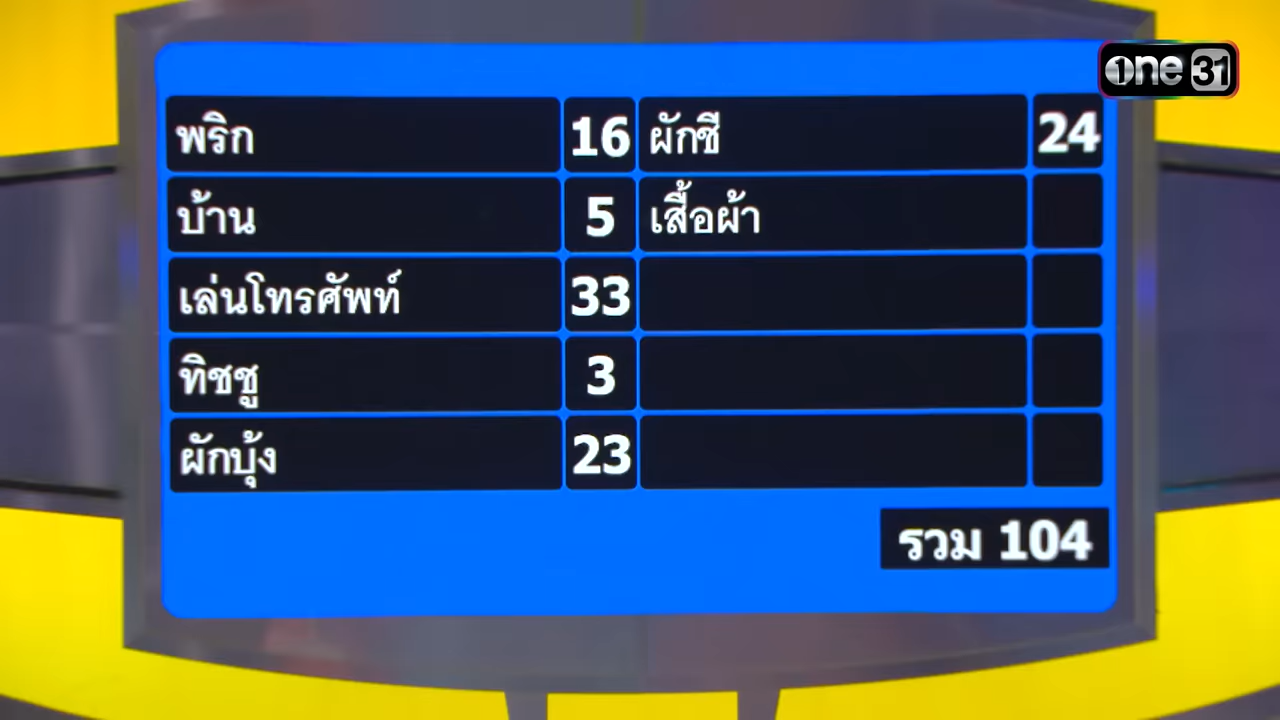 one31
พริก 16 ผักชี 24
บ้าน 5 เสื้อผ้า
เล่นโทรศัพท์ 33
ทิชชู 3
ผักบุ้ง 23
รวม 104